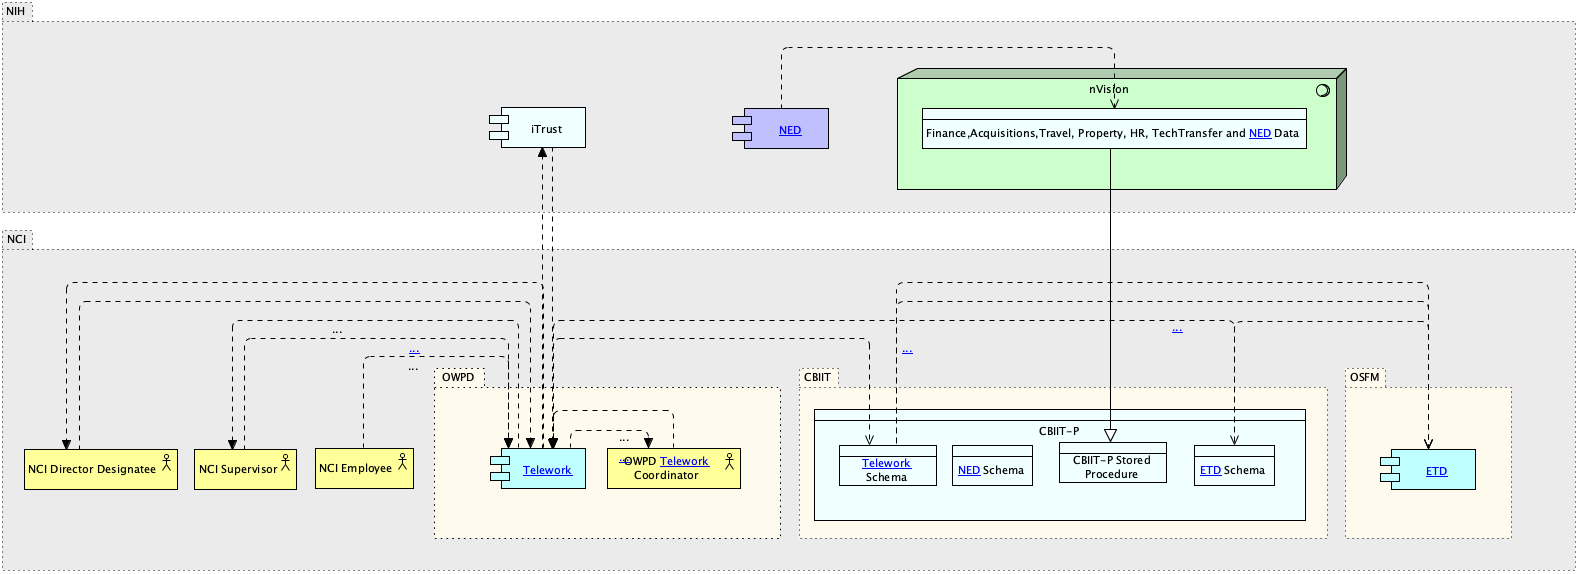 NIH
nVision
iTrust
NED
Finance,Acquisitions,Travel, Property, HR, TechTransfer and NED Data
NCI
...
...
...
...
...
OWPD
CBIIT
OSFM
CBIIT-P
...
NCI Director Designatee
NCI Supervisor
NCI Employee
Telework
...
OWPD Telework
Coordinator
Telework
Schema
NED Schema
CBIIT-P Stored
Procedure
ETD Schema
ETD